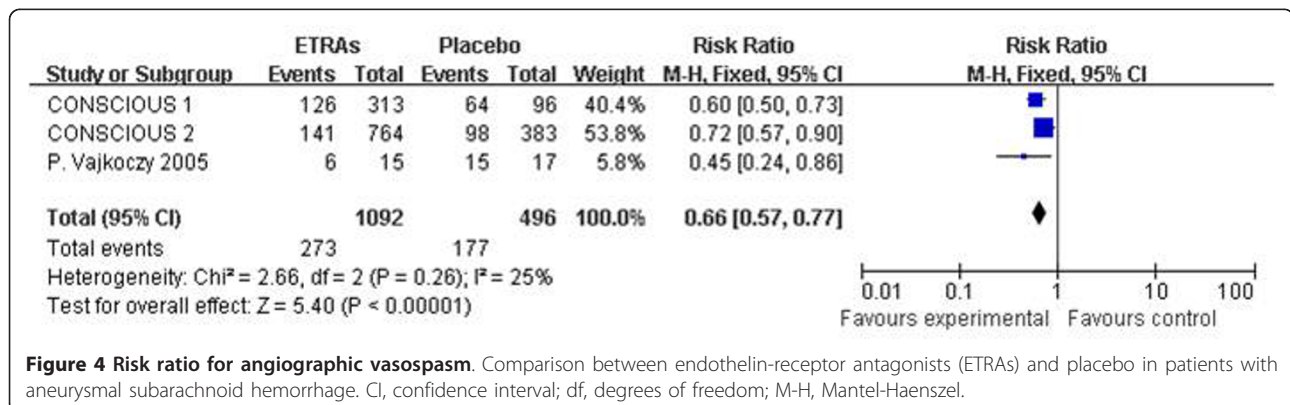 ETRAs Placebo Risk Ratio Risk Ratio
Study or Subgroup Events Total Events Total Weight M-H, Fixed, 95% CI M-H, Fixed, 95% CI
CONSCIOUS 1 126 313 64 96 40.4% 0.60 [0.50, 0.73]
CONSCIOUS 2 141 764 98 383 53.8% 0.72 [0.57, 0.90]
P. Vajkoczy 2005 6 15 15 17 5.8% 0.45 [0.24, 0.86]
Total (95% CI) 1092 496 100.0% 0.66 [0.57, 0.77]
Total events 273 177
Heterogeneity: Chi² = 2.66, df = 2 (P = 0.26); I² = 25%
Test for overall effect: Z = 5.40 (P < 0.00001)
0.01 0.1 1 10 100
Favours experimental Favours control
Figure 4 Risk ratio for angiographic vasospasm. Comparison between endothelin-receptor antagonists (ETRAs) and placebo in patients with
aneurysmal subarachnoid hemorrhage. CI, confidence interval; df, degrees of freedom; M-H, Mantel-Haenszel.